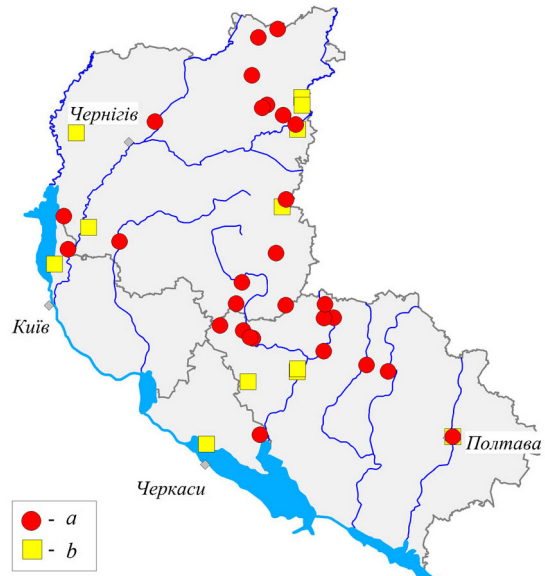 Чернігів
Київ
Полтава
Черкаси
- a
- b